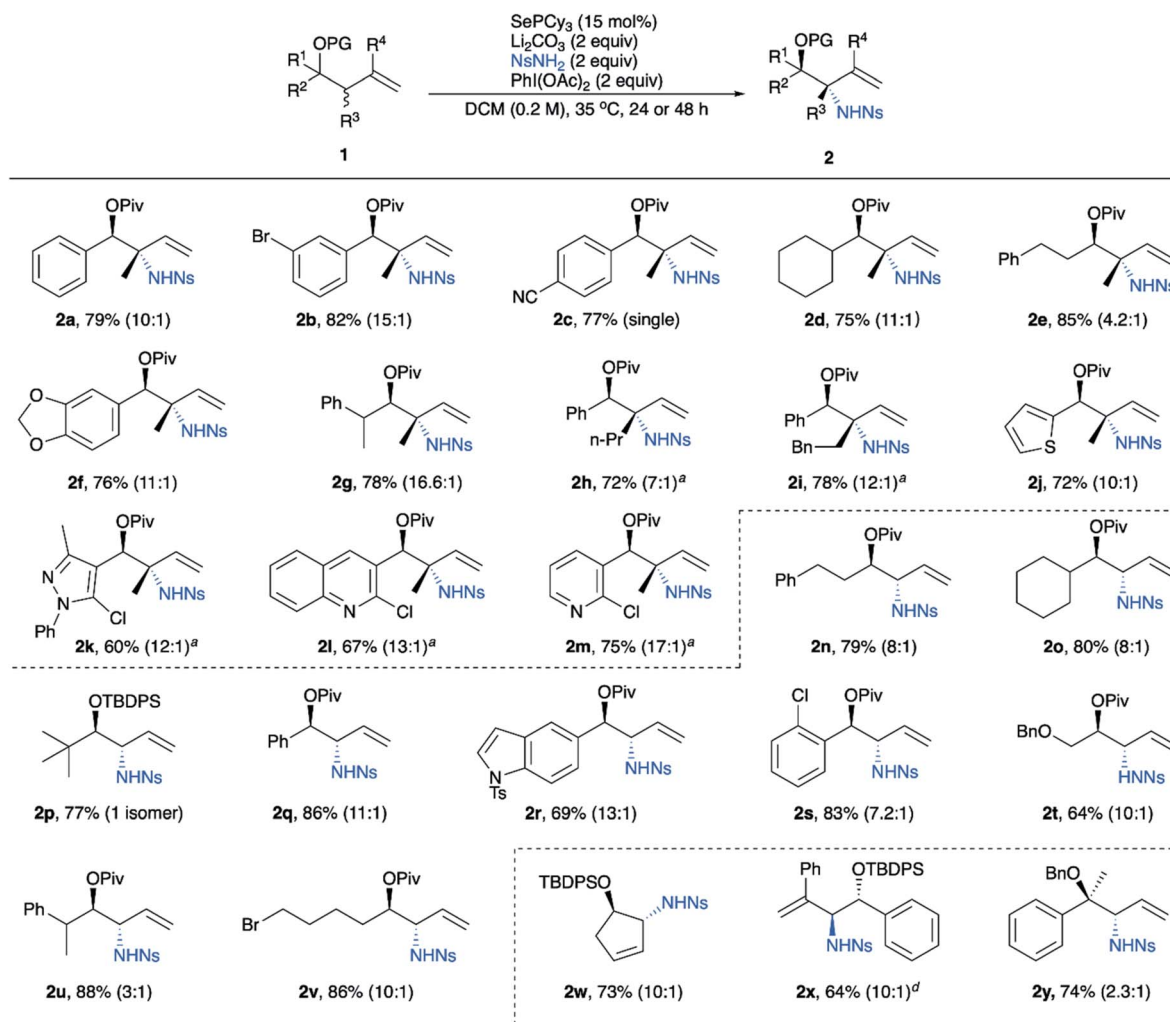 SePCy3 (15 mol%)
Li2CO3 (2 equiv)
NsNH2 (2 equiv)
PhI(OAc)2 (2 equiv)
DCM (0.2 M), 35 °C, 24 or 48 h
R1 OPG R4
R2
R3
1
R1 OPG R4
R2
R3 NHNs
2
OPiv
NHNs
2a, 79% (10:1)
Br OPiv
NHNs
2b, 82% (15:1)
OPiv
NC NHNs
2c, 77% (single)
OPiv
NHNs
2d, 75% (11:1)
OPiv
Ph
NHNs
2e, 85% (4.2:1)
OPiv
O
O NHNs
2f, 76% (11:1)
Ph OPiv
NHNs
2g, 78% (16.6:1)
OPiv
Ph
n-Pr NHNs
2h, 72% (7:1)a
OPiv
Ph
Bn NHNs
2i, 78% (12:1)a
OPiv
S NHNs
2j, 72% (10:1)
OPiv
N
N Cl NHNs
Ph
2k, 60% (12:1)a
OPiv
N Cl NHNs
2l, 67% (13:1)a
OPiv
N Cl NHNs
2m, 75% (17:1)a
OPiv
Ph
NHNs
2n, 79% (8:1)
OPiv
NHNs
2o, 80% (8:1)
OTBDPS
NHNs
2p, 77% (1 isomer)
OPiv
Ph
NHNs
2q, 86% (11:1)
OPiv
N NHNs
Ts
2r, 69% (13:1)
Cl OPiv
NHNs
2s, 83% (7.2:1)
OPiv
BnO
HNNs
2t, 64% (10:1)
Ph OPiv
NHNs
2u, 88% (3:1)
OPiv
Br
NHNs
2v, 86% (10:1)
TBDPSO
NHNs
2w, 73% (10:1)
Ph OTBDPS
NHNs
2x, 64% (10:1)d
BnO
NHNs
2y, 74% (2.3:1)